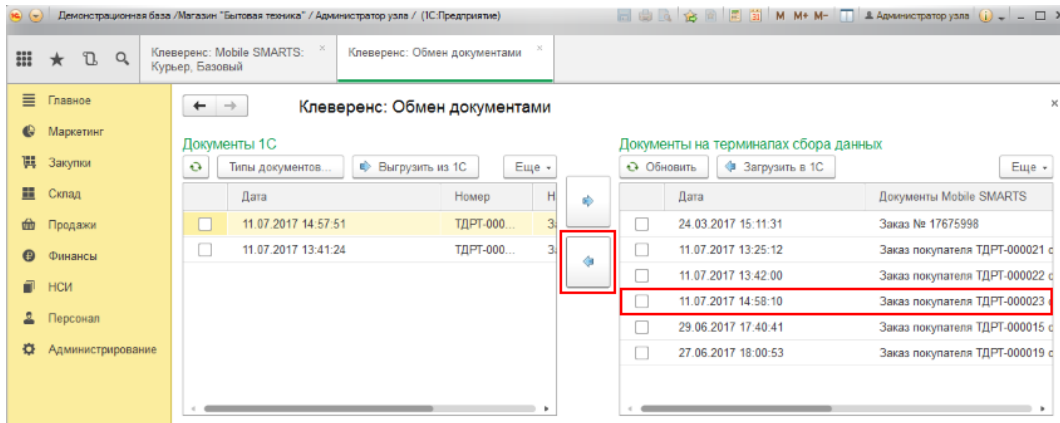 Демонстрационная база /Магазин "Бытовая техника" / Администратор узла / (1С:Предприятие)
M M+ M- Администратор узла
Клеверенс: Mobile SMARTS: Курьер, Базовый
Клеверенс: Обмен документами
Главное
Маркетинг
Закупки
Склад
Продажи
Финансы
НСИ
Персонал
Администрирование
Клеверенс: Обмен документами
Документы 1С
Типы документов... Выгрузить из 1С Еще
Дата Номер Н
11.07.2017 14:57:51 ТДРТ-000... За
11.07.2017 13:41:24 ТДРТ-000... За
Документы на терминалах сбора данных
Обновить Загрузить в 1С Еще
Дата Документы Mobile SMARTS
24.03.2017 15:11:31 Заказ № 17675998
11.07.2017 13:25:12 Заказ покупателя ТДРТ-000021 о
11.07.2017 13:42:00 Заказ покупателя ТДРТ-000022 о
11.07.2017 14:58:10 Заказ покупателя ТДРТ-000023 о
29.06.2017 17:40:41 Заказ покупателя ТДРТ-000015 о
27.06.2017 18:00:53 Заказ покупателя ТДРТ-000019 о